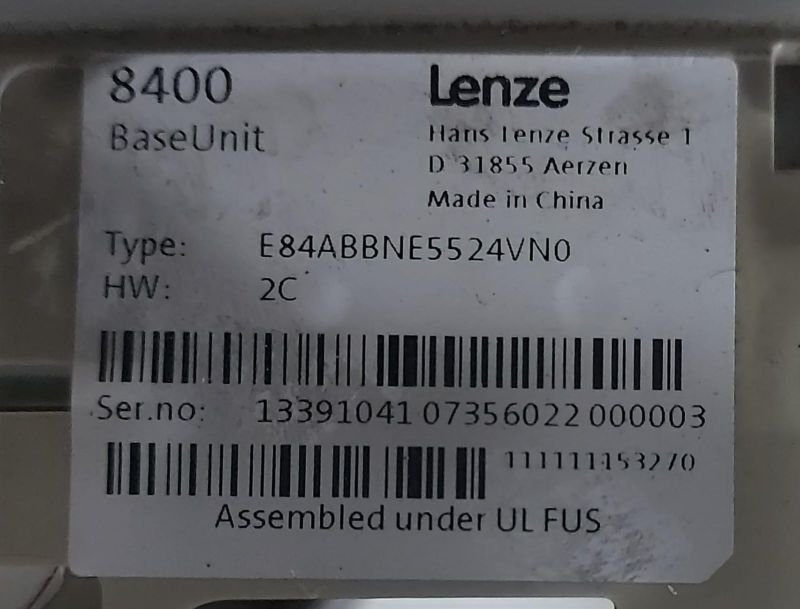 8400
Lenze
BaseUnit
Hans Lenze Strasse 1
D 31855 Aerzen
Made in China
Type: E84ABBNE5524VN0
HW: 2C
Ser.no: 13391041 07356022 000003
111111153270
Assembled under UL FUS